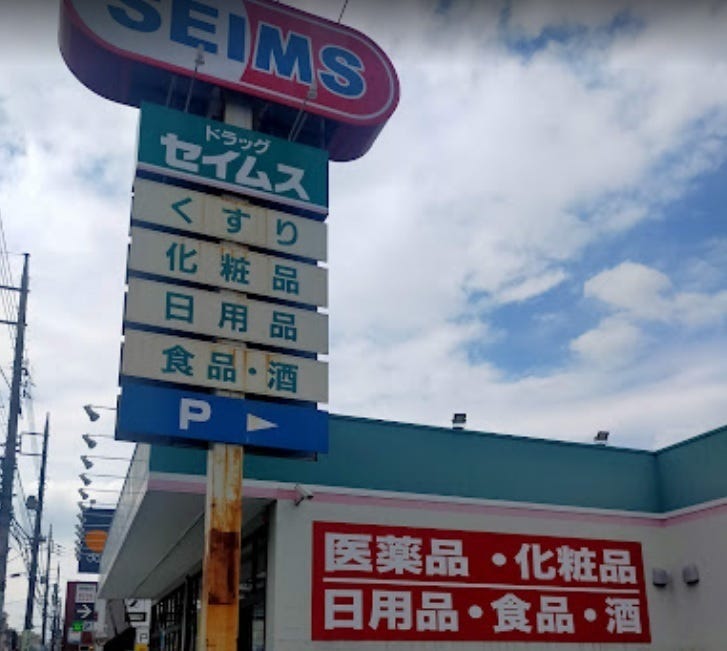 SEIMS
ドラッグ
セイムス
くすり
化粧品
日用品
食品・酒
P
医薬品・化粧品
日用品・食品・酒
P